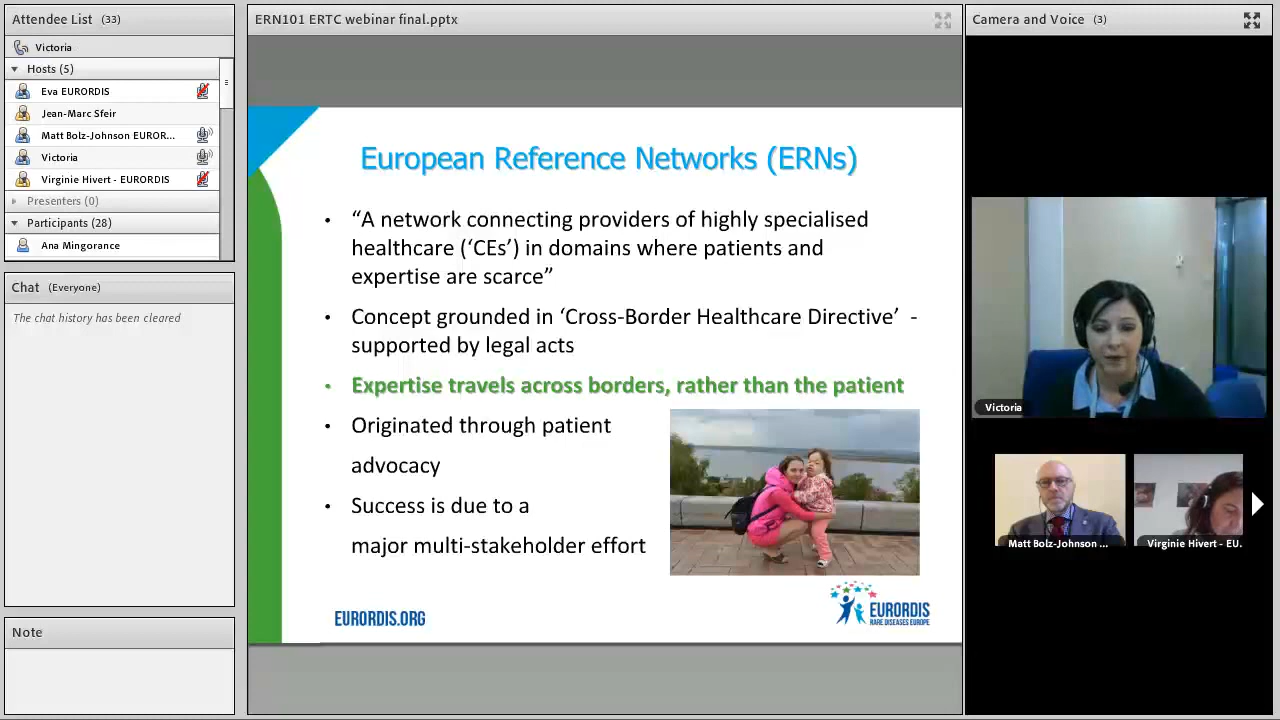 Attendee List (33)
Victoria
Hosts (5)
Eva EURORDIS
Jean-Marc Sfeir
Matt Bolz-Johnson EUROR...
Victoria
Virginie Hivert - EURORDIS
Presenters (0)
Participants (28)
Ana Mingorance
Chat (Everyone)
The chat history has been cleared
Note
ERN101 ERTC webinar final.pptx
European Reference Networks (ERNs)
• “A network connecting providers of highly specialised
healthcare (‘CEs’) in domains where patients and
expertise are scarce”
• Concept grounded in ‘Cross-Border Healthcare Directive’ -
supported by legal acts
• Expertise travels across borders, rather than the patient
• Originated through patient
advocacy
• Success is due to a
major multi-stakeholder effort
EURORDIS.ORG
EURORDIS
RARE DISEASES EUROPE
Camera and Voice (3)
Victoria
Matt Bolz-Johnson ...
Virginie Hivert - EU.